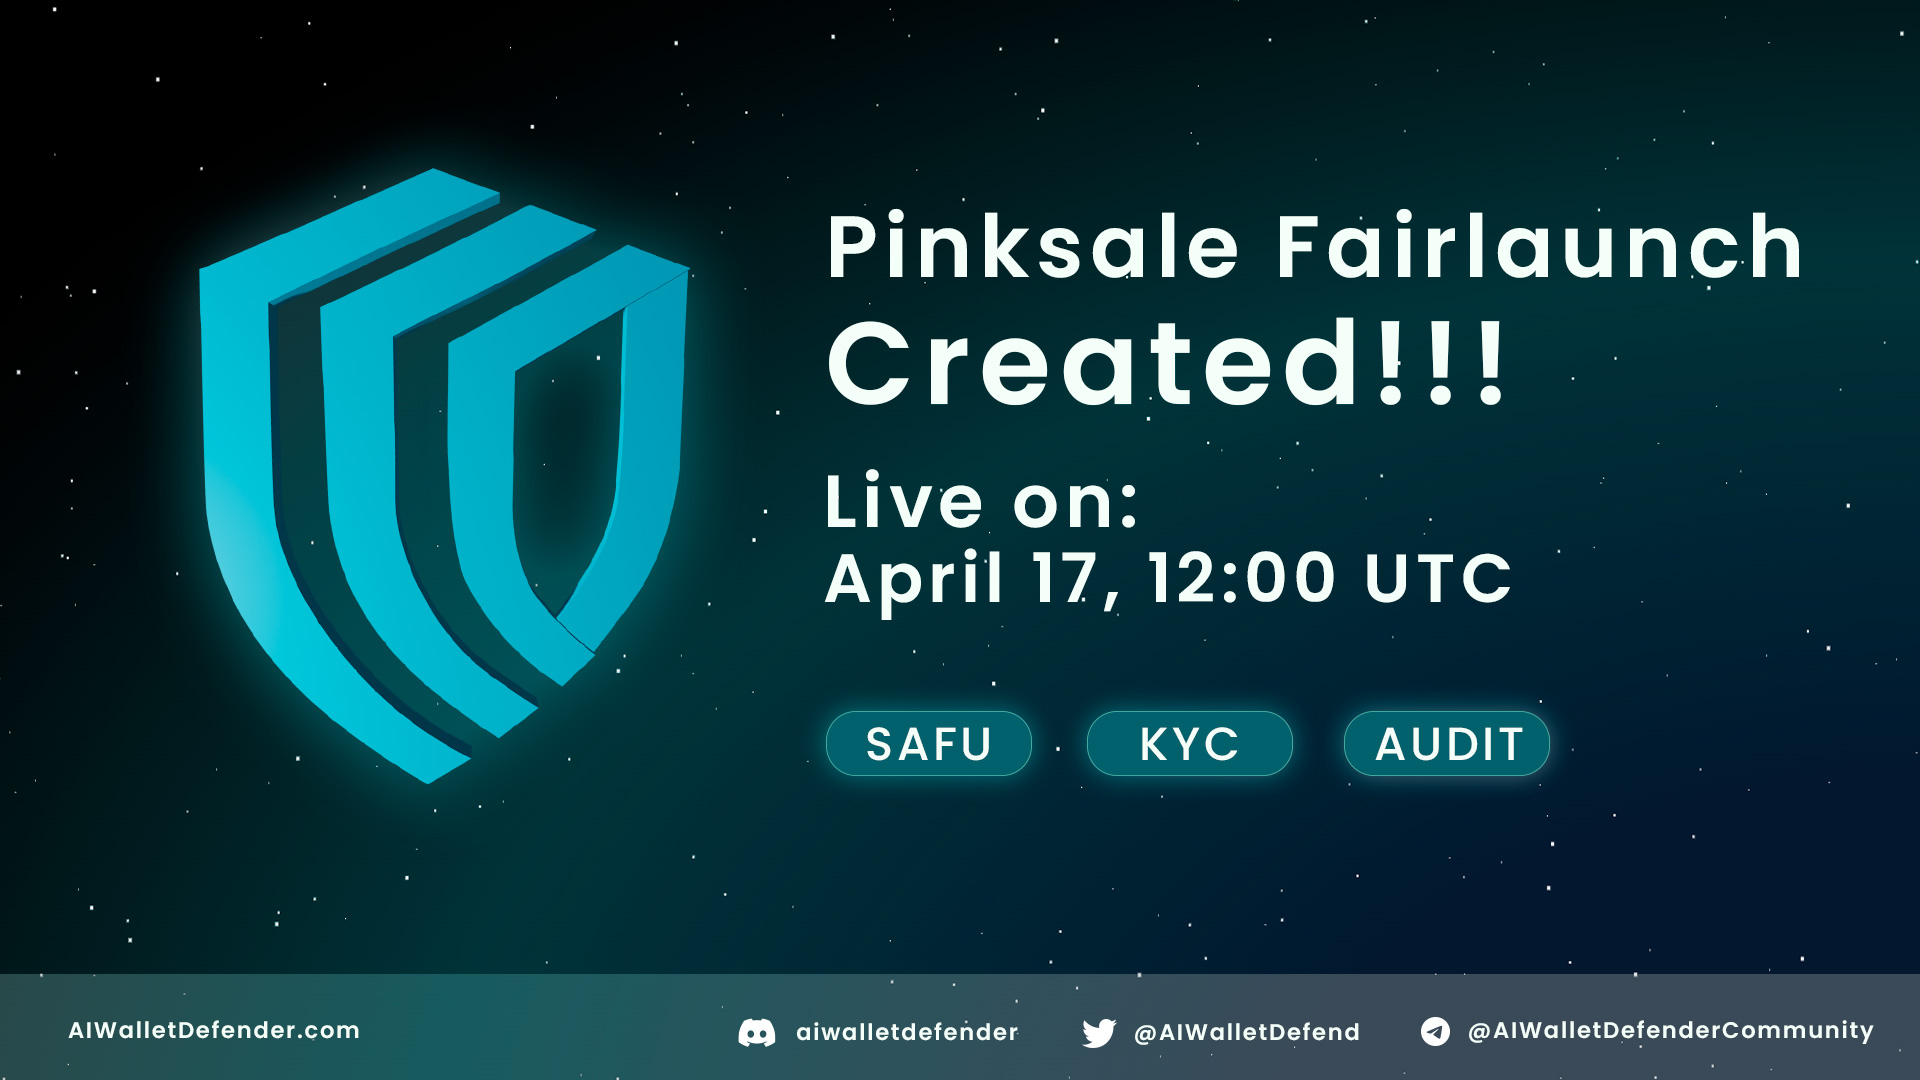 Pinksale Fairlaunch
Created!!!
Live on:
April 17, 12:00 UTC
SAFU
KYC
AUDIT
AIWalletDefender.com
aiwalletdefender
@AIWalletDefend
@AIWalletDefenderCommunity